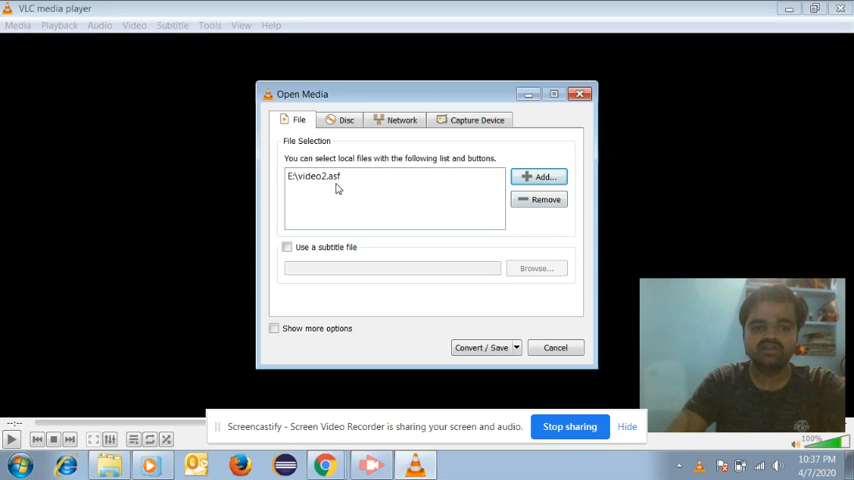 VLC media player
Media Playback Audio Video Subtitle Tools View Help
Open Media
File Disc Network Capture Device
File Selection
You can select local files with the following list and buttons.
E:\video2.asf
Add...
Remove
Use a subtitle file
Browse...
Show more options
Convert / Save Cancel
--:--
Screencastify - Screen Video Recorder is sharing your screen and audio. Stop sharing Hide
100%
10:37 PM
4/7/2020